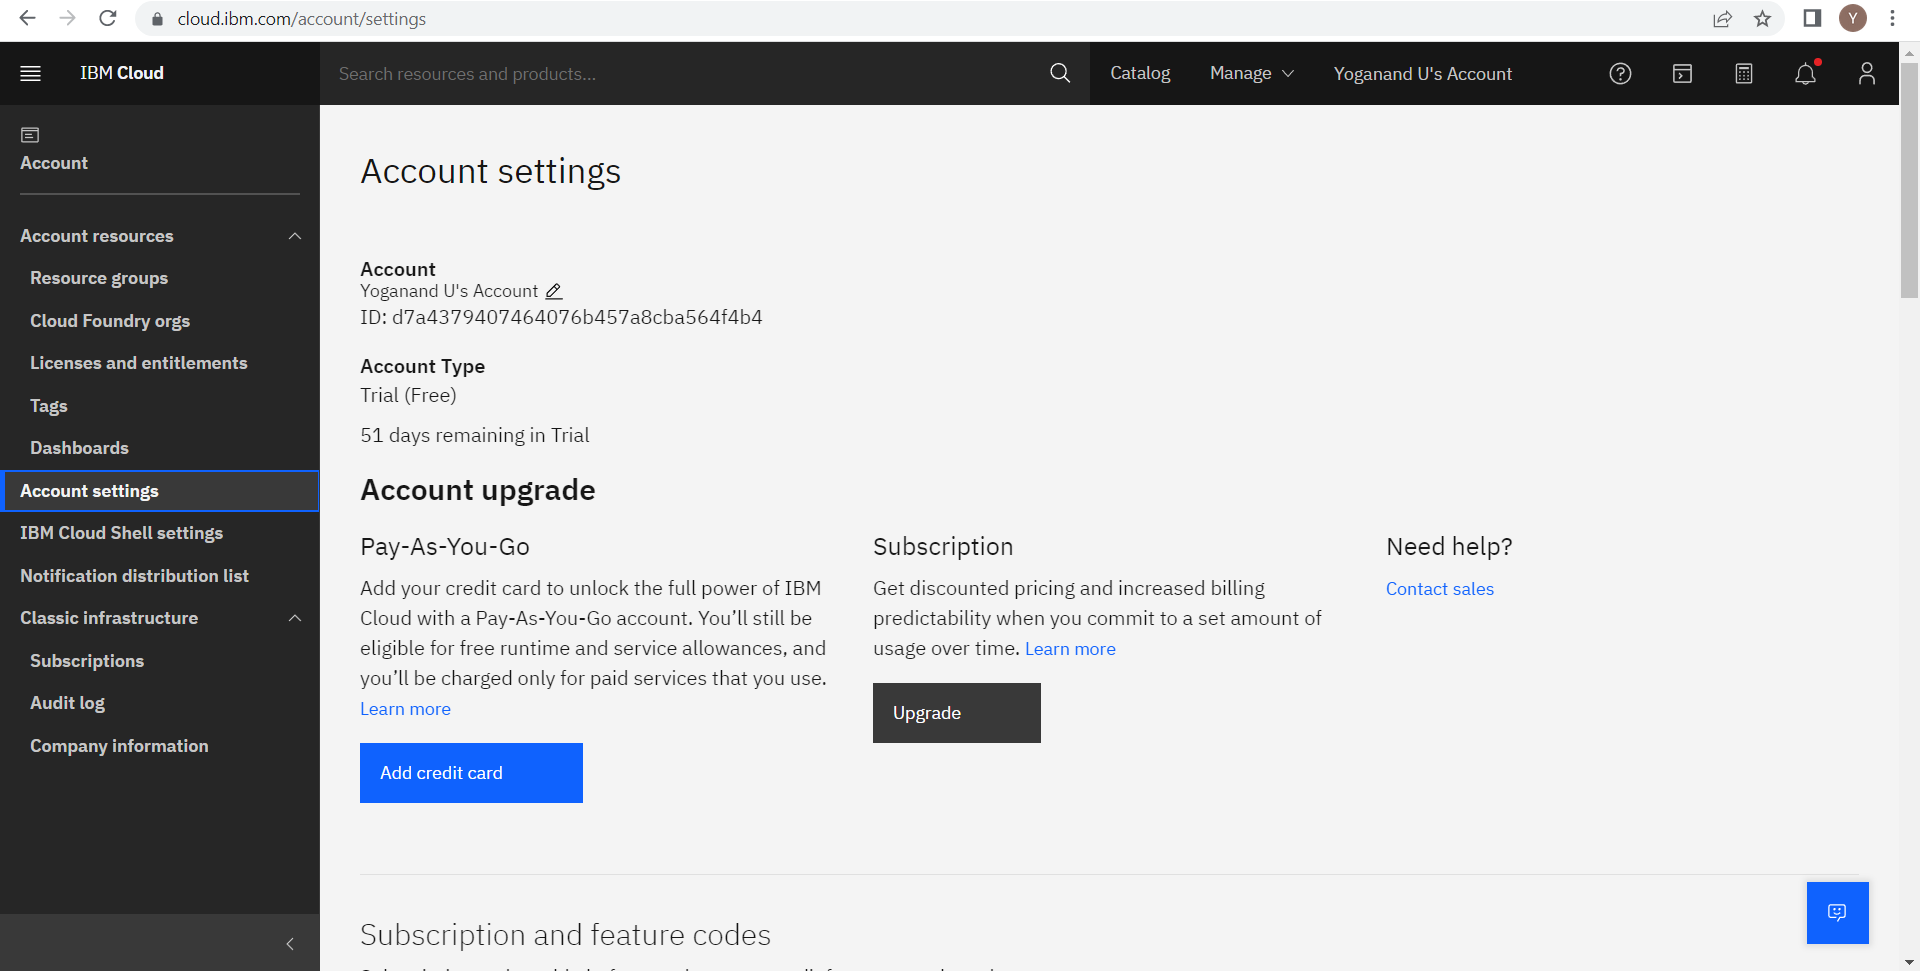 cloud.ibm.com/account/settings
Y
IBM Cloud
Search resources and products...
Catalog
Manage
Yoganand U's Account
Account
Account resources
Resource groups
Cloud Foundry orgs
Licenses and entitlements
Tags
Dashboards
Account settings
IBM Cloud Shell settings
Notification distribution list
Classic infrastructure
Subscriptions
Audit log
Company information
Account settings
Account
Yoganand U's Account
ID: d7a4379407464076b457a8cba564f4b4
Account Type
Trial (Free)
51 days remaining in Trial
Account upgrade
Pay-As-You-Go
Add your credit card to unlock the full power of IBM
Cloud with a Pay-As-You-Go account. You’ll still be
eligible for free runtime and service allowances, and
you’ll be charged only for paid services that you use.
Learn more
Add credit card
Subscription
Get discounted pricing and increased billing
predictability when you commit to a set amount of
usage over time. Learn more
Upgrade
Need help?
Contact sales
Subscription and feature codes